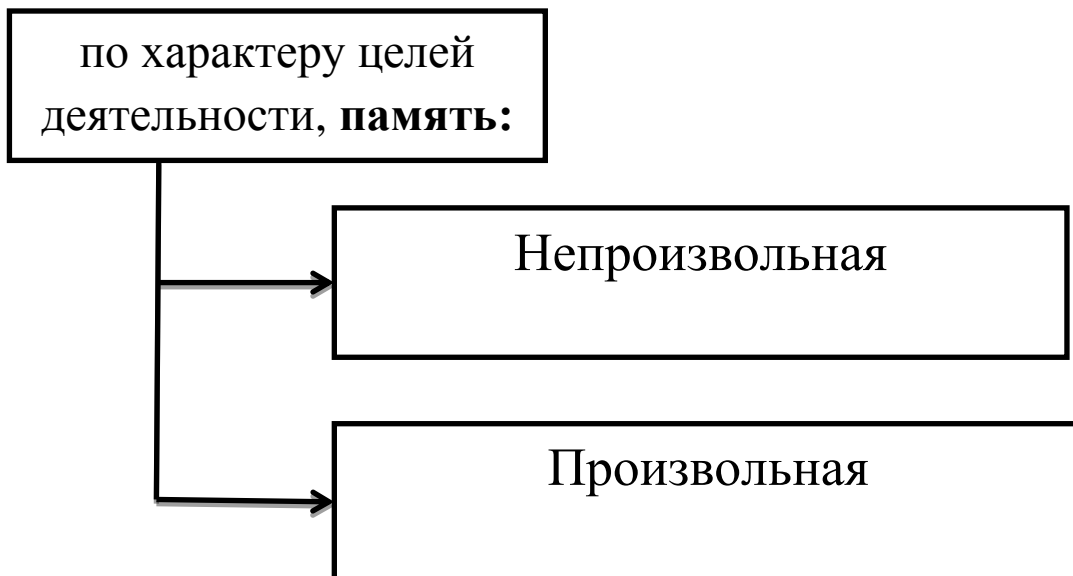 по характеру целей
деятельности, память:
Непроизвольная
Произвольная